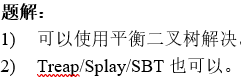 题解：
1) 可以使用平衡二叉树解决。
2) Treap/Splay/SBT 也可以。